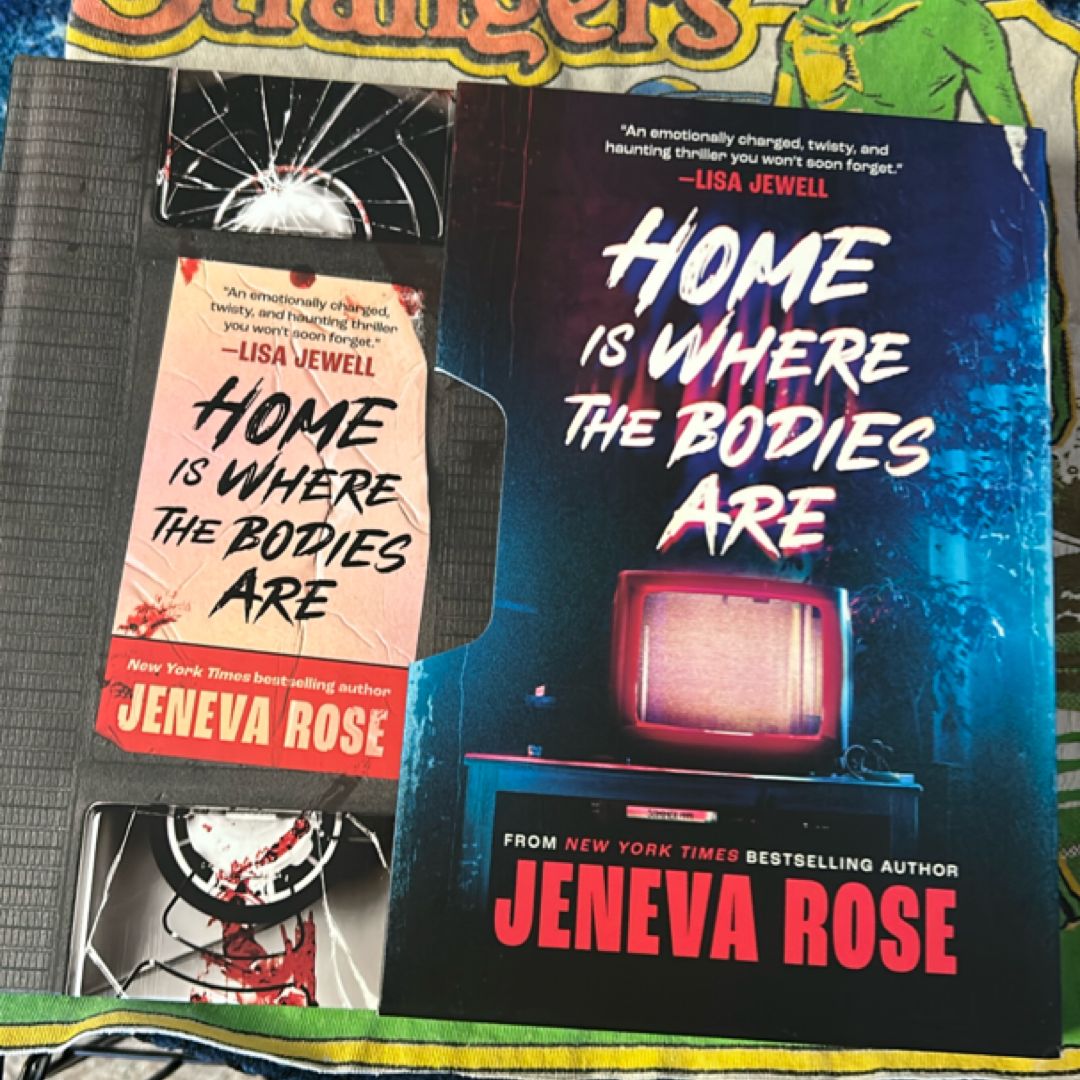 Strangers
"An emotionally charged,
twisty, and haunting thriller
you won't soon forget."
—LISA JEWELL
HOME
IS WHERE
THE BODIES
ARE
New York Times bestselling author
JENEVA ROSE
"An emotionally charged, twisty, and
haunting thriller you won't soon forget."
—LISA JEWELL
HOME
IS WHERE
THE BODIES
ARE
FROM NEW YORK TIMES BESTSELLING AUTHOR
JENEVA ROSE